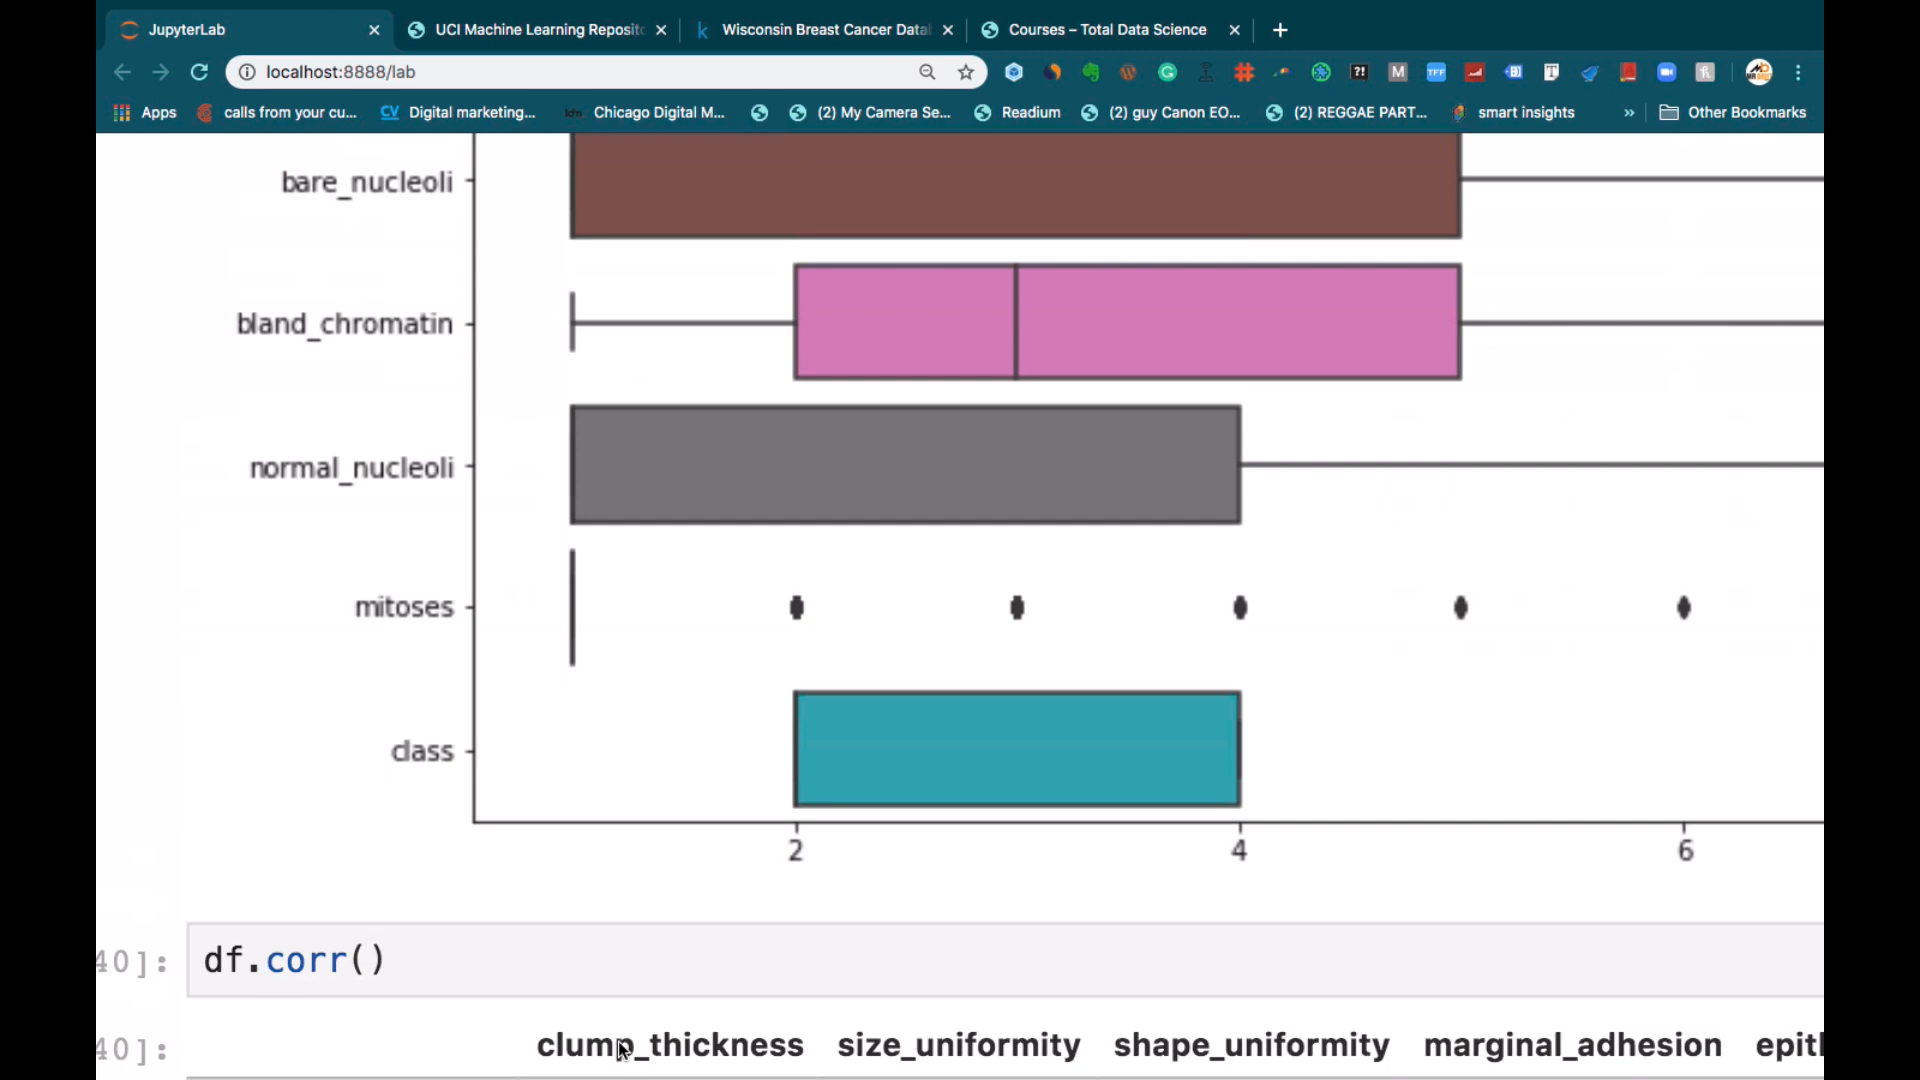 JupyterLab
UCI Machine Learning Reposit
Wisconsin Breast Cancer Data
Courses – Total Data Science
localhost:8888/lab
Apps
calls from your cu...
CV Digital marketing...
Chicago Digital M...
(2) My Camera Se...
Readium
(2) guy Canon EO...
(2) REGGAE PART...
smart insights
»
Other Bookmarks
bare_nucleoli
bland_chromatin
normal_nucleoli
mitoses
class
2 4 6
40]: df.corr()
40]: clump_thickness size_uniformity shape_uniformity marginal_adhesion epit